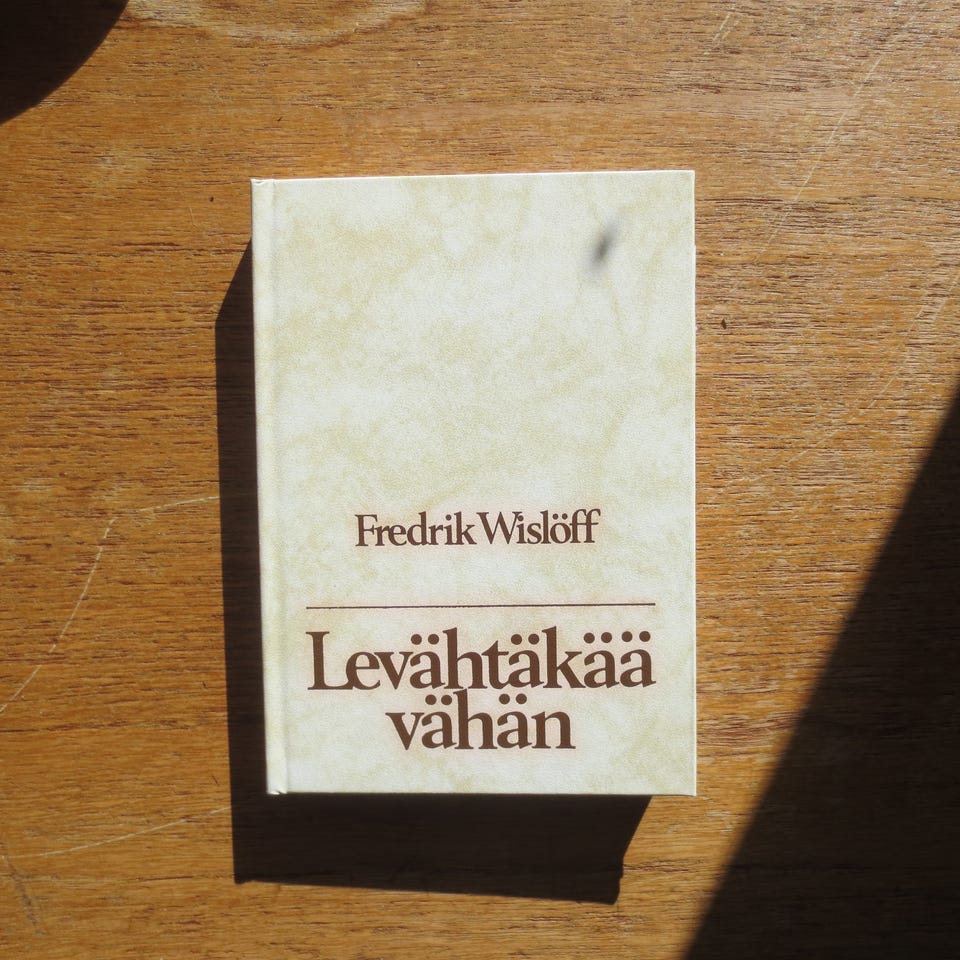 Fredrik Wislöff
Levähtäkää
vähän